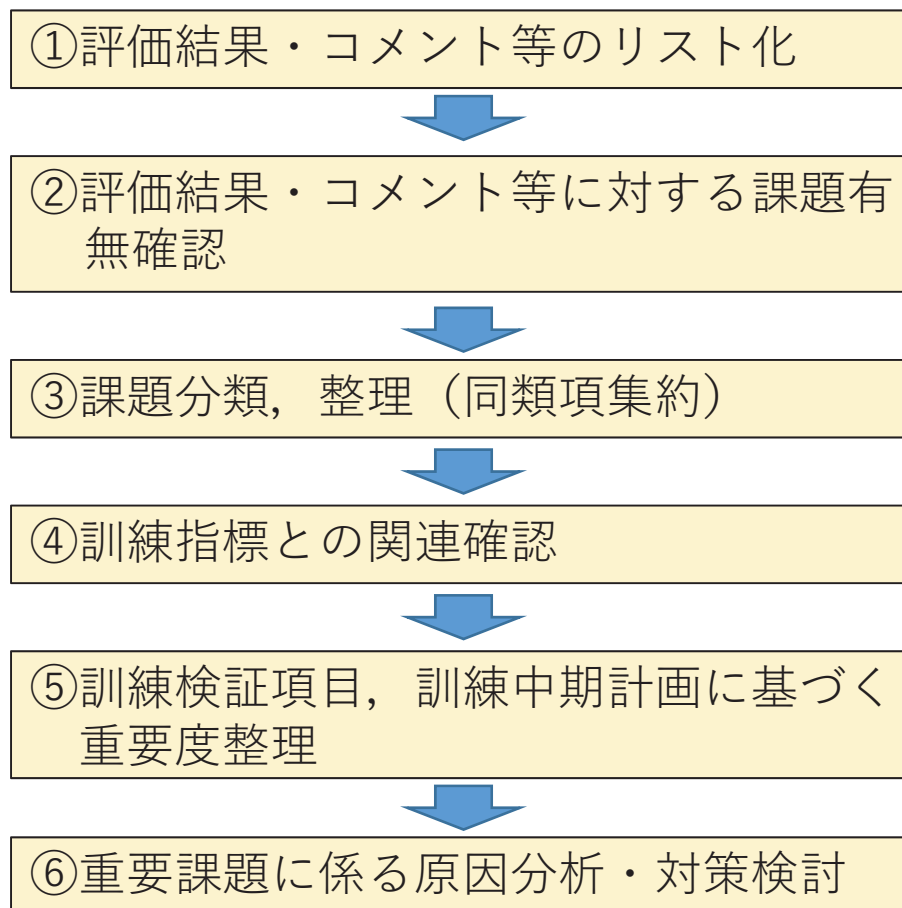 ①評価結果・コメント等のリスト化
②評価結果・コメント等に対する課題有
無確認
③課題分類，整理（同類項集約）
④訓練指標との関連確認
⑤訓練検証項目，訓練中期計画に基づく
重要度整理
⑥重要課題に係る原因分析・対策検討